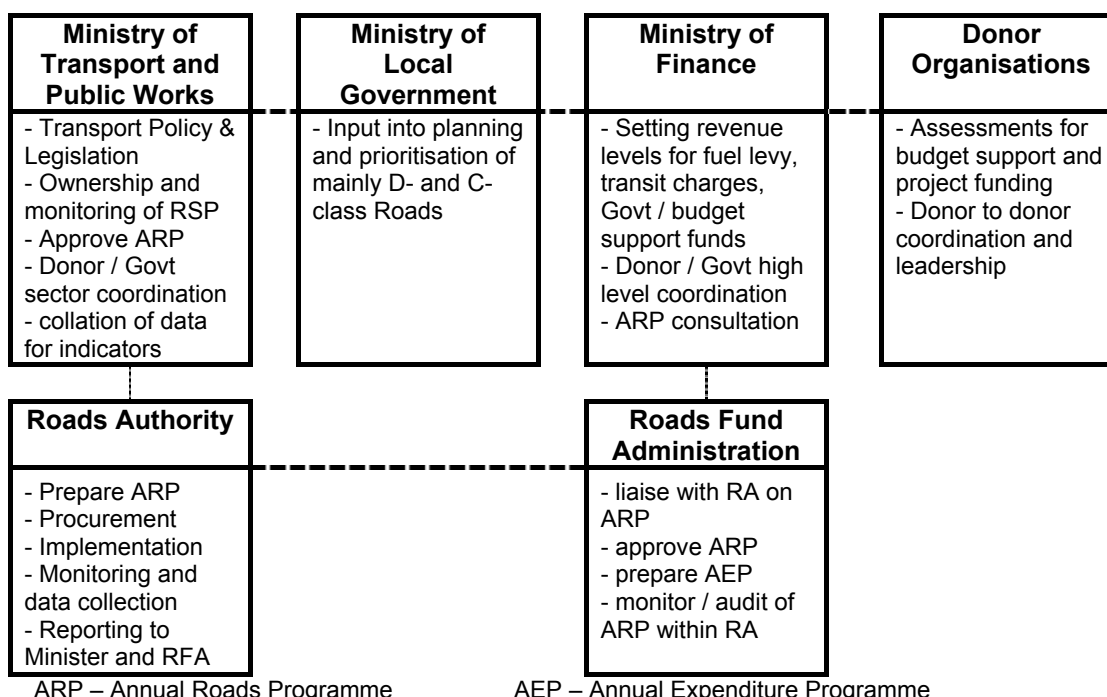 Ministry of
Transport and
Public Works
- Transport Policy &
Legislation
- Ownership and
monitoring of RSP
- Approve ARP
- Donor / Govt
sector coordination
- collation of data
for indicators
Ministry of
Local
Government
- Input into planning
and prioritisation of
mainly D- and C-
class Roads
Ministry of
Finance
- Setting revenue
levels for fuel levy,
transit charges,
Govt / budget
support funds
- Donor / Govt high
level coordination
- ARP consultation
Donor
Organisations
- Assessments for
budget support and
project funding
- Donor to donor
coordination and
leadership
Roads Authority
- Prepare ARP
- Procurement
- Implementation
- Monitoring and
data collection
- Reporting to
Minister and RFA
Roads Fund
Administration
- liaise with RA on
ARP
- approve ARP
- prepare AEP
- monitor / audit of
ARP within RA
ARP – Annual Roads Programme AEP – Annual Expenditure Programme